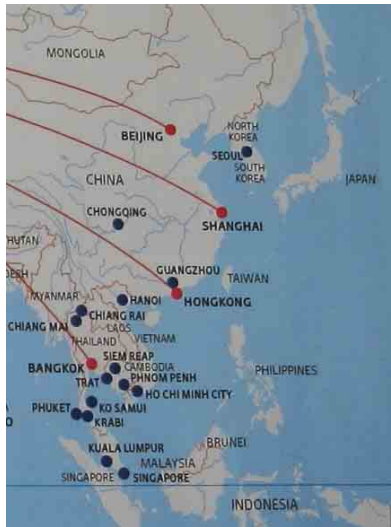 MONGOLIA
BEIJING
NORTH
KOREA
SEOUL
SOUTH
KOREA
JAPAN
CHINA
CHONGQING
SHANGHAI
HUTAN
DESH
GUANGZHOU
TAIWAN
HONGKONG
MYANMAR
HANOI
CHIANG RAI
CHIANG MAI
LAOS
THAILAND
VIETNAM
SIEM REAP
BANGKOK
CAMBODIA
TRAT
PHNOM PENH
PHILIPPINES
HO CHI MINH CITY
PHUKET
KO SAMUI
O
KRABI
BRUNEI
KUALA LUMPUR
MALAYSIA
SINGAPORE
SINGAPORE
INDONESIA